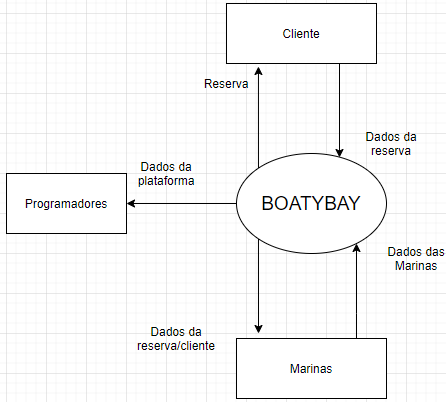 Cliente
Reserva
Dados da
reserva
Dados da
plataforma
Programadores
BOATYBAY
Dados das
Marinas
Dados da
reserva/cliente
Marinas